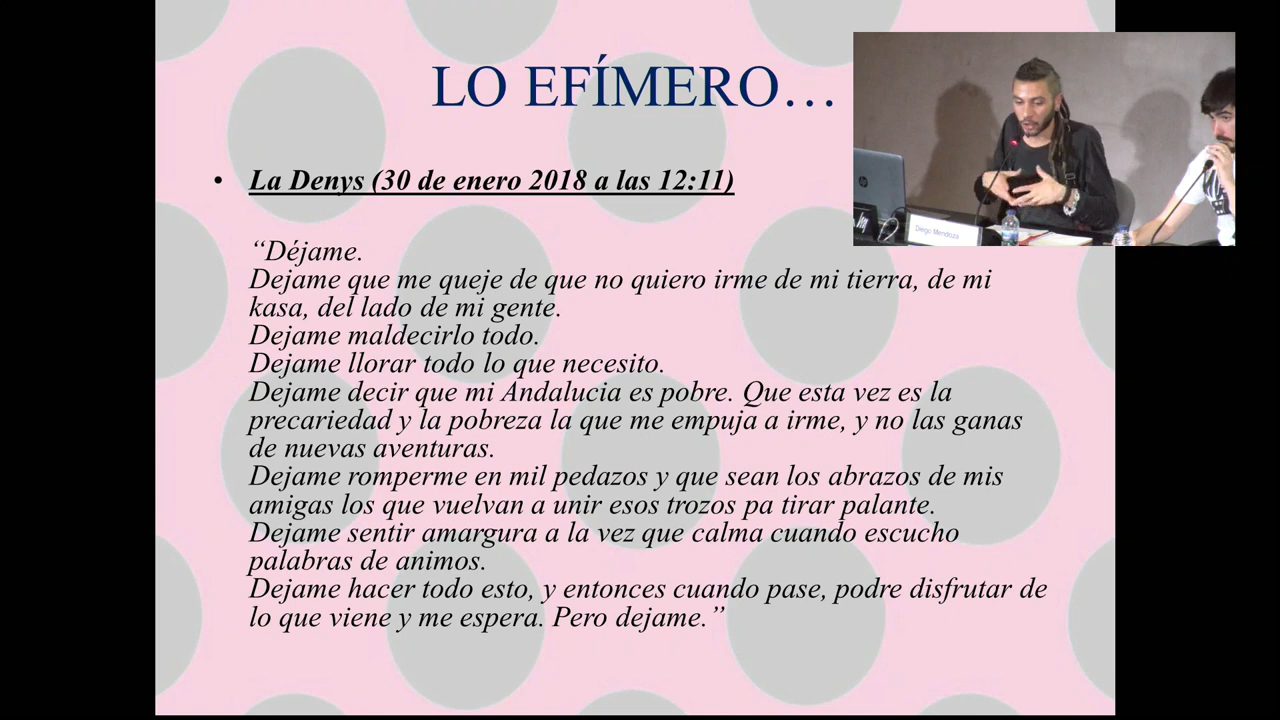 LO EFÍMERO…
• La Denys (30 de enero 2018 a las 12:11)
“Déjame.
Dejame que me queje de que no quiero irme de mi tierra, de mi
kasa, del lado de mi gente.
Dejame maldecirlo todo.
Dejame llorar todo lo que necesito.
Dejame decir que mi Andalucia es pobre. Que esta vez es la
precariedad y la pobreza la que me empuja a irme, y no las ganas
de nuevas aventuras.
Dejame romperme en mil pedazos y que sean los abrazos de mis
amigas los que vuelvan a unir esos trozos pa tirar palante.
Dejame sentir amargura a la vez que calma cuando escucho
palabras de animos.
Dejame hacer todo esto, y entonces cuando pase, podre disfrutar de
lo que viene y me espera. Pero dejame.”
Diego Mendoza
hp